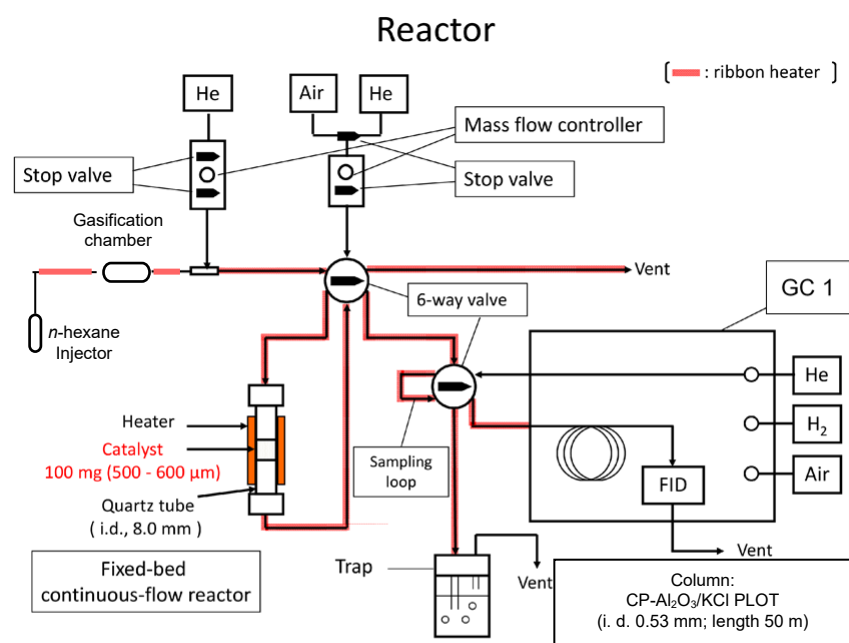 Reactor
[ : ribbon heater ]
He
Air
He
Mass flow controller
Stop valve
Stop valve
Gasification
chamber
Vent
GC 1
6-way valve
n-hexane
Injector
He
H₂
Air
Heater
Catalyst
100 mg (500 - 600 µm)
Quartz tube
( i.d., 8.0 mm )
Sampling
loop
FID
Vent
Fixed-bed
continuous-flow reactor
Trap
Vent
Column:
CP-Al₂O₃/KCl PLOT
(i. d. 0.53 mm; length 50 m)